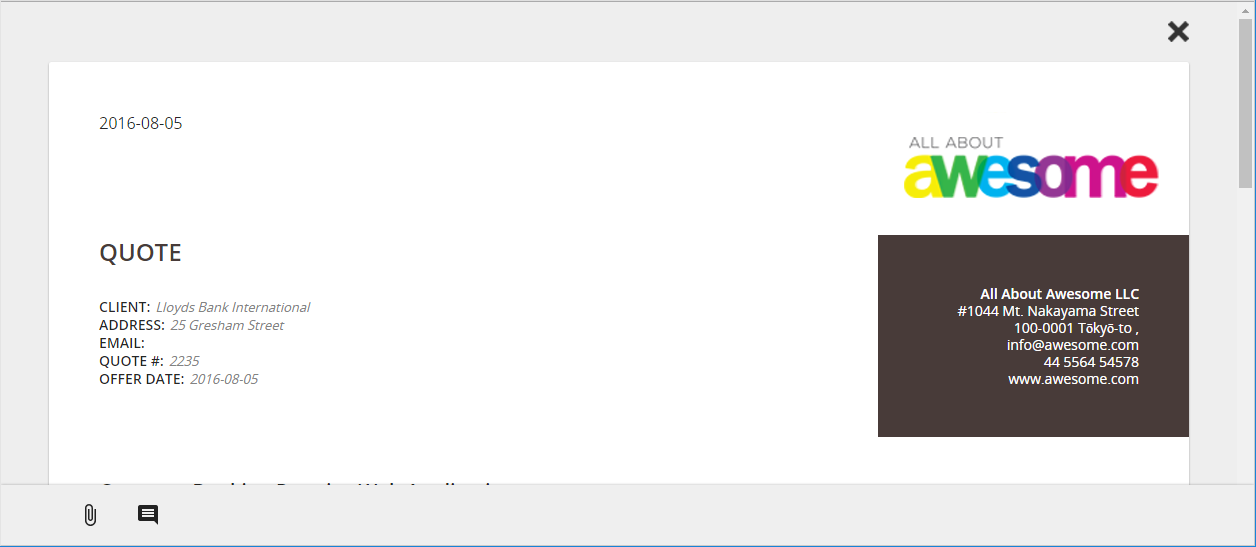 2016-08-05
ALL ABOUT
awesome
QUOTE
CLIENT: Lloyds Bank International
ADDRESS: 25 Gresham Street
EMAIL:
QUOTE #: 2235
OFFER DATE: 2016-08-05
All About Awesome LLC
#1044 Mt. Nakayama Street
100-0001 Tōkyō-to ,
info@awesome.com
44 5564 54578
www.awesome.com